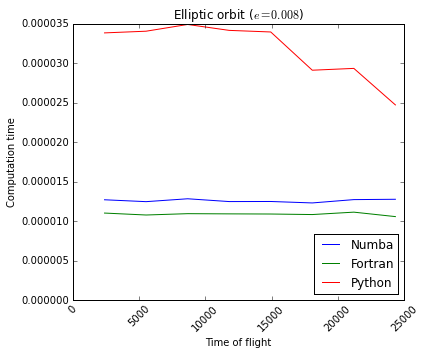 Elliptic orbit (e=0.008)
0.000035
0.000030
0.000025
0.000020
0.000015
0.000010
0.000005
0.000000
Computation time
Numba
Fortran
Python
0
5000
10000
15000
20000
25000
Time of flight